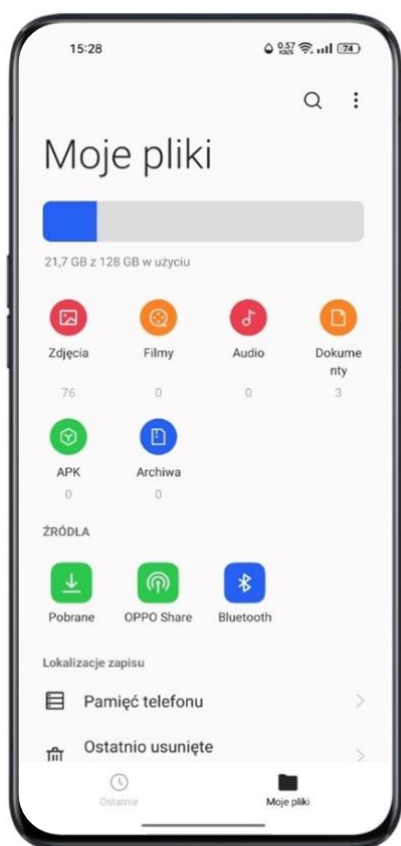 15:28
0,57
KB/S
74
Moje pliki
21,7 GB z 128 GB w użyciu
Zdjęcia Filmy Audio Dokume
nty
76 0 0 3
APK Archiwa
0 0
ŹRÓDŁA
Pobrane OPPO Share Bluetooth
Lokalizacje zapisu
Pamięć telefonu
Ostatnio usunięte
Ostatnie Moje pliki